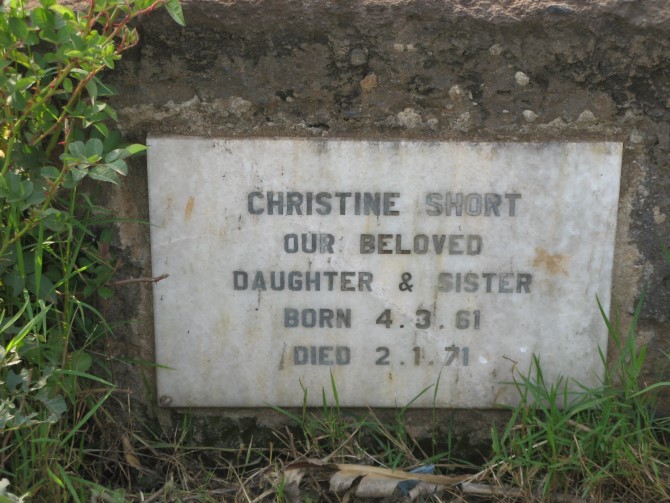 CHRISTINE SHORT
OUR BELOVED
DAUGHTER & SISTER
BORN 4.3.61
DIED 2.1.71